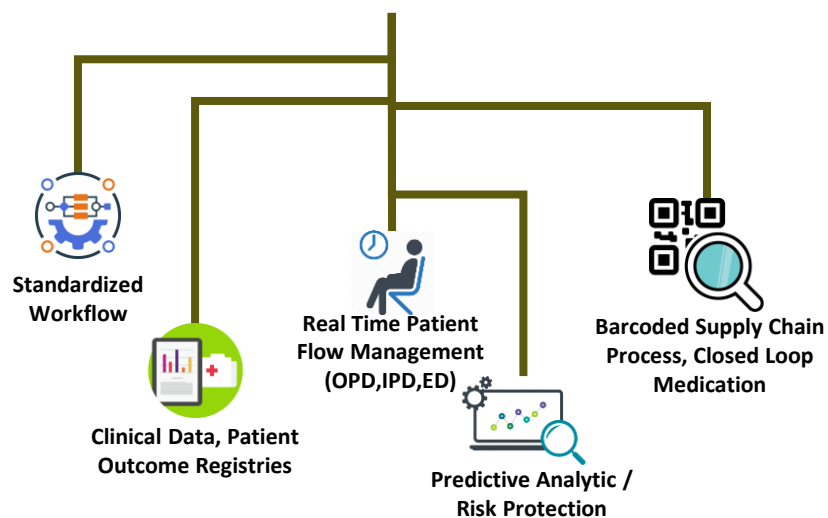 Standardized
Workflow
Clinical Data, Patient
Outcome Registries
Real Time Patient
Flow Management
(OPD,IPD,ED)
Predictive Analytic /
Risk Protection
Barcoded Supply Chain
Process, Closed Loop
Medication